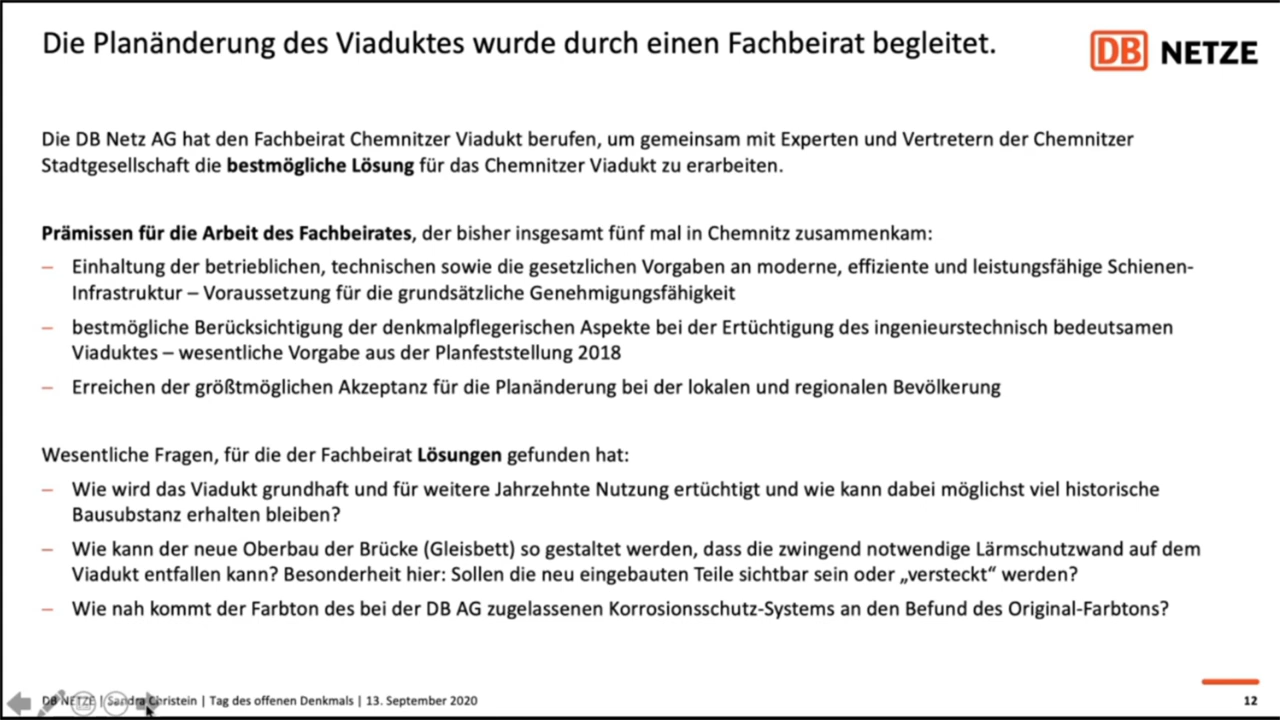 Die Planänderung des Viaduktes wurde durch einen Fachbeirat begleitet.
DB NETZE
Die DB Netz AG hat den Fachbeirat Chemnitzer Viadukt berufen, um gemeinsam mit Experten und Vertretern der Chemnitzer
Stadtgesellschaft die bestmögliche Lösung für das Chemnitzer Viadukt zu erarbeiten.
Prämissen für die Arbeit des Fachbeirates, der bisher insgesamt fünf mal in Chemnitz zusammenkam:
– Einhaltung der betrieblichen, technischen sowie die gesetzlichen Vorgaben an moderne, effiziente und leistungsfähige Schienen-
Infrastruktur – Voraussetzung für die grundsätzliche Genehmigungsfähigkeit
– bestmögliche Berücksichtigung der denkmalpflegerischen Aspekte bei der Ertüchtigung des ingenieurstechnisch bedeutsamen
Viaduktes – wesentliche Vorgabe aus der Planfeststellung 2018
– Erreichen der größtmöglichen Akzeptanz für die Planänderung bei der lokalen und regionalen Bevölkerung
Wesentliche Fragen, für die der Fachbeirat Lösungen gefunden hat:
– Wie wird das Viadukt grundhaft und für weitere Jahrzehnte Nutzung ertüchtigt und wie kann dabei möglichst viel historische
Bausubstanz erhalten bleiben?
– Wie kann der neue Oberbau der Brücke (Gleisbett) so gestaltet werden, dass die zwingend notwendige Lärmschutzwand auf dem
Viadukt entfallen kann? Besonderheit hier: Sollen die neu eingebauten Teile sichtbar sein oder „versteckt“ werden?
– Wie nah kommt der Farbton des bei der DB AG zugelassenen Korrosionsschutz-Systems an den Befund des Original-Farbtons?
DB NETZE | Sandra Christein | Tag des offenen Denkmals | 13. September 2020
12